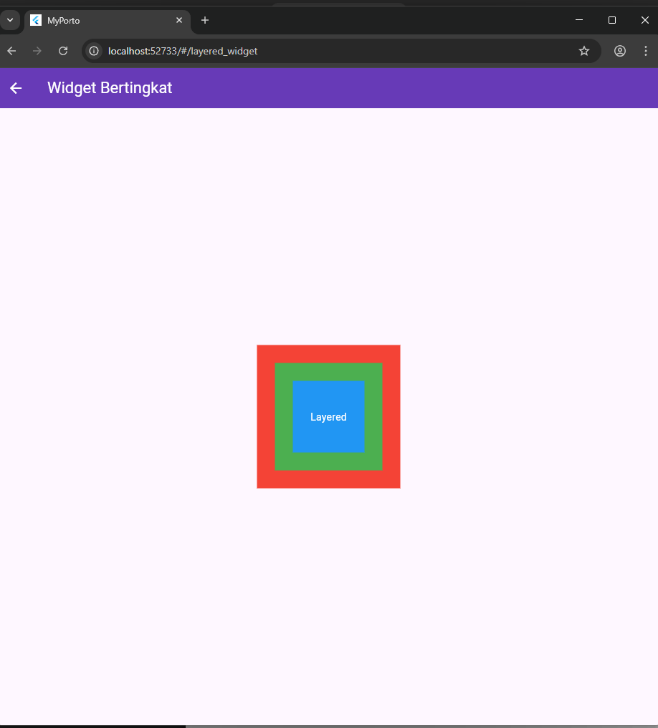 MyPorto
localhost:52733/#/layered_widget
Widget Bertingkat
Layered